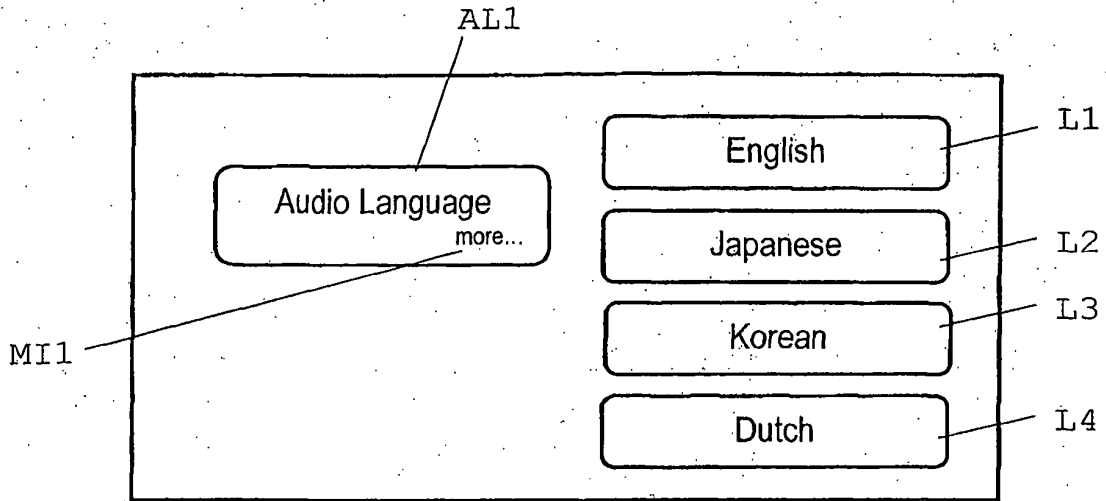 AL1
English
L1
Audio Language
more...
Japanese
L2
MI1
Korean
L3
Dutch
L4